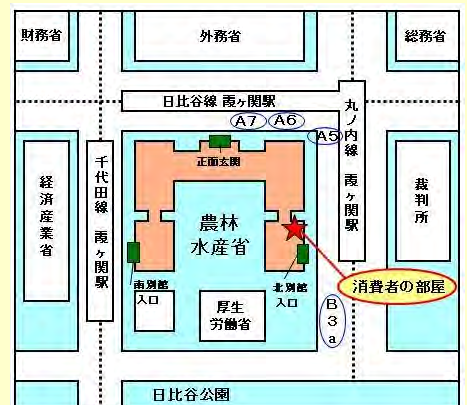 財務省
外務省
総務省
日比谷線 霞ヶ関駅
A7
A6
A5
丸ノ内線 霞ヶ関駅
千代田線 霞ヶ関駅
正面玄関
経済産業省
裁判所
農林
水産省
消費者の部屋
南別館
入口
北別館
入口
厚生
労働省
B3a
日比谷公園